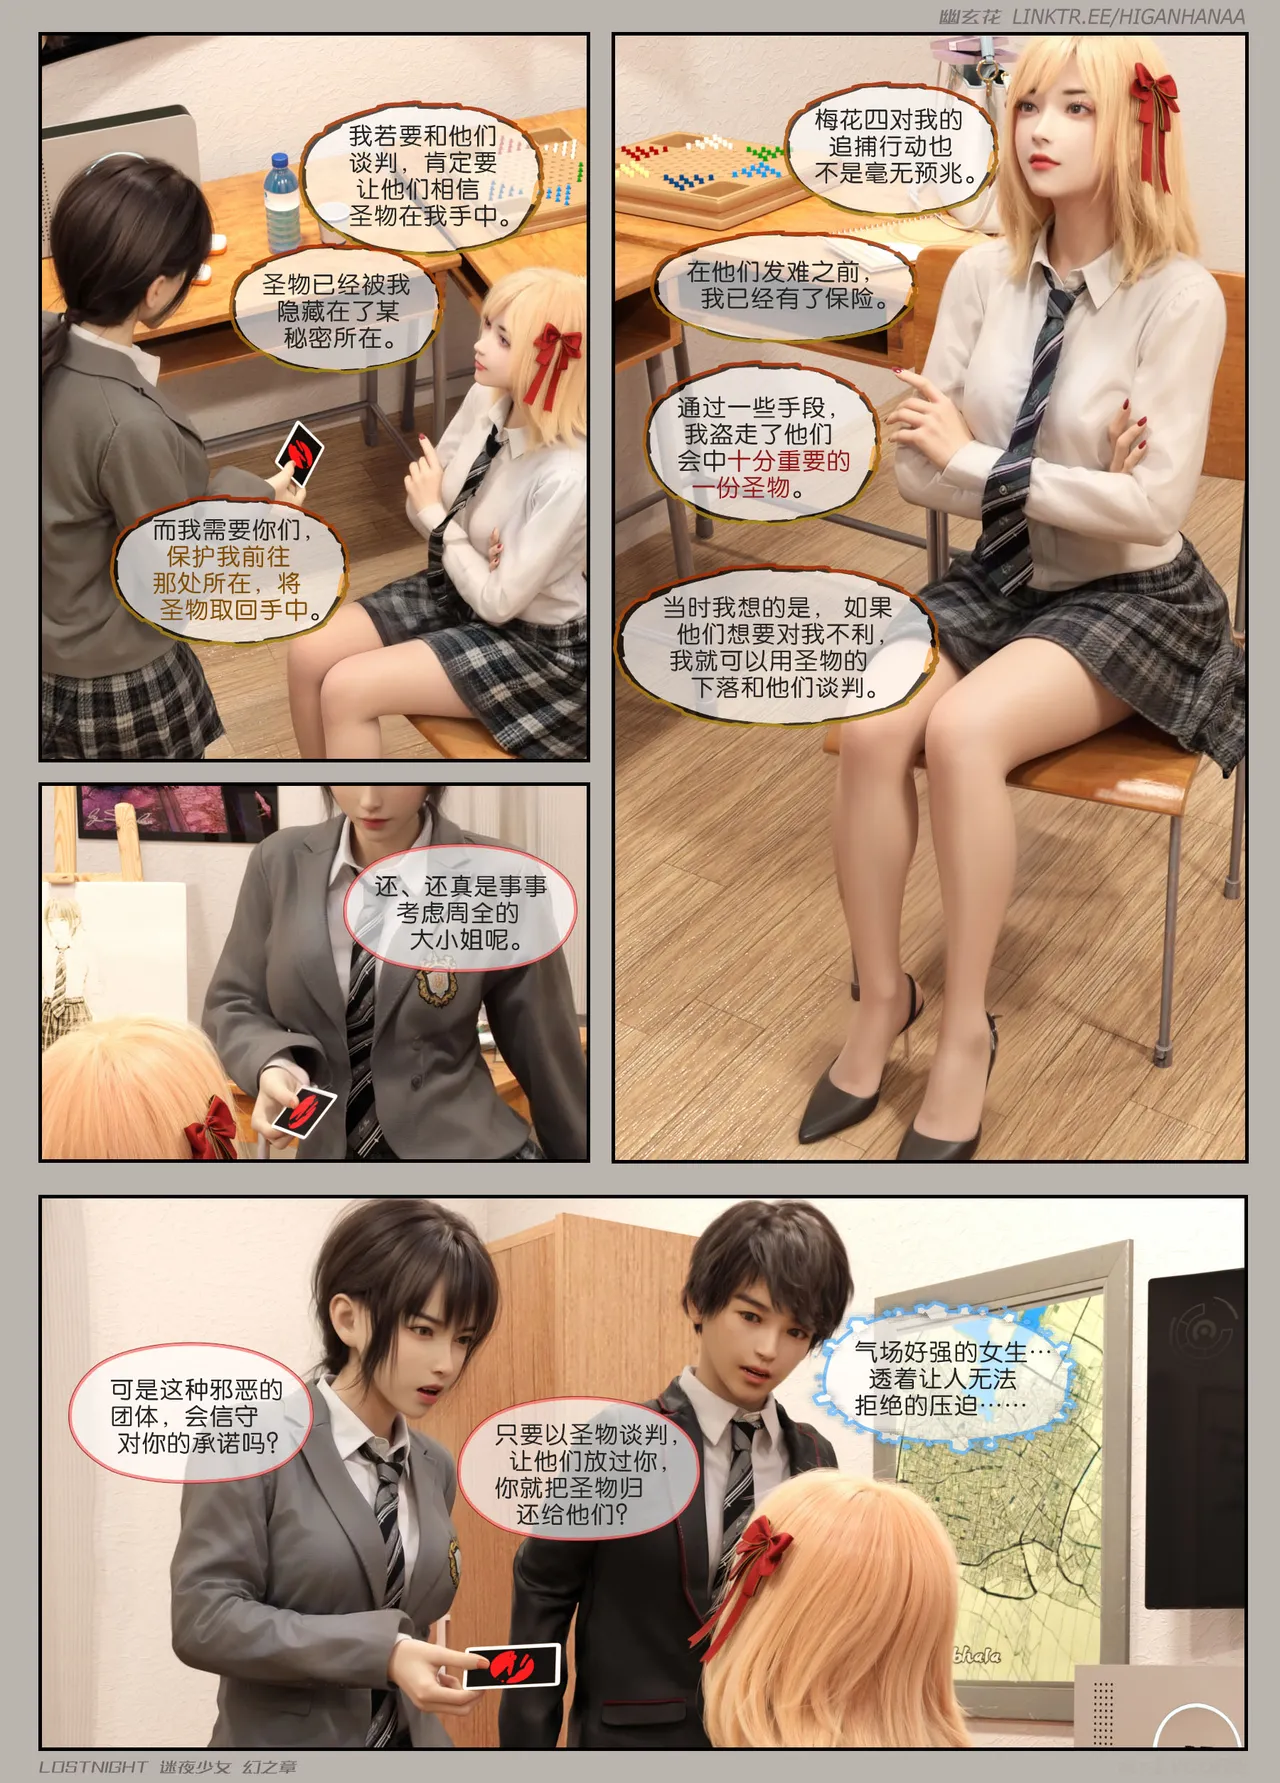 幽玄花 LINKTR.EE/HIGANHANAA
我若要和他们
谈判，肯定要
让他们相信
圣物在我手中。
圣物已经被我
隐藏在了某
秘密所在。
而我需要你们，
保护我前往
那处所在，将
圣物取回手中。
梅花四对我的
追捕行动也
不是毫无预兆。
在他们发难之前，
我已经有了保险。
通过一些手段，
我盗走了他们
会中十分重要的
一份圣物。
当时我想的是， 如果
他们想要对我不利，
我就可以用圣物的
下落和他们谈判。
还、还真是事事
考虑周全的
大小姐呢。
可是这种邪恶的
团体，会信守
对你的承诺吗？
只要以圣物谈判，
让他们放过你，
你就把圣物归
还给他们？
气场好强的女生…
透着让人无法
拒绝的压迫……
bhala
LOSTNIGHT 迷夜少女 幻之章